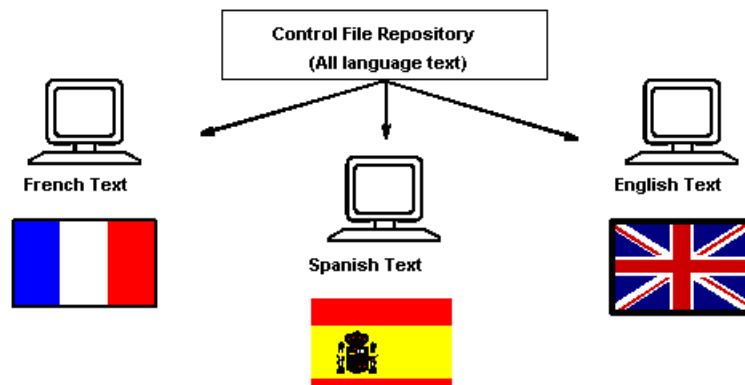 Control File Repository
(All language text)
French Text
English Text
Spanish Text